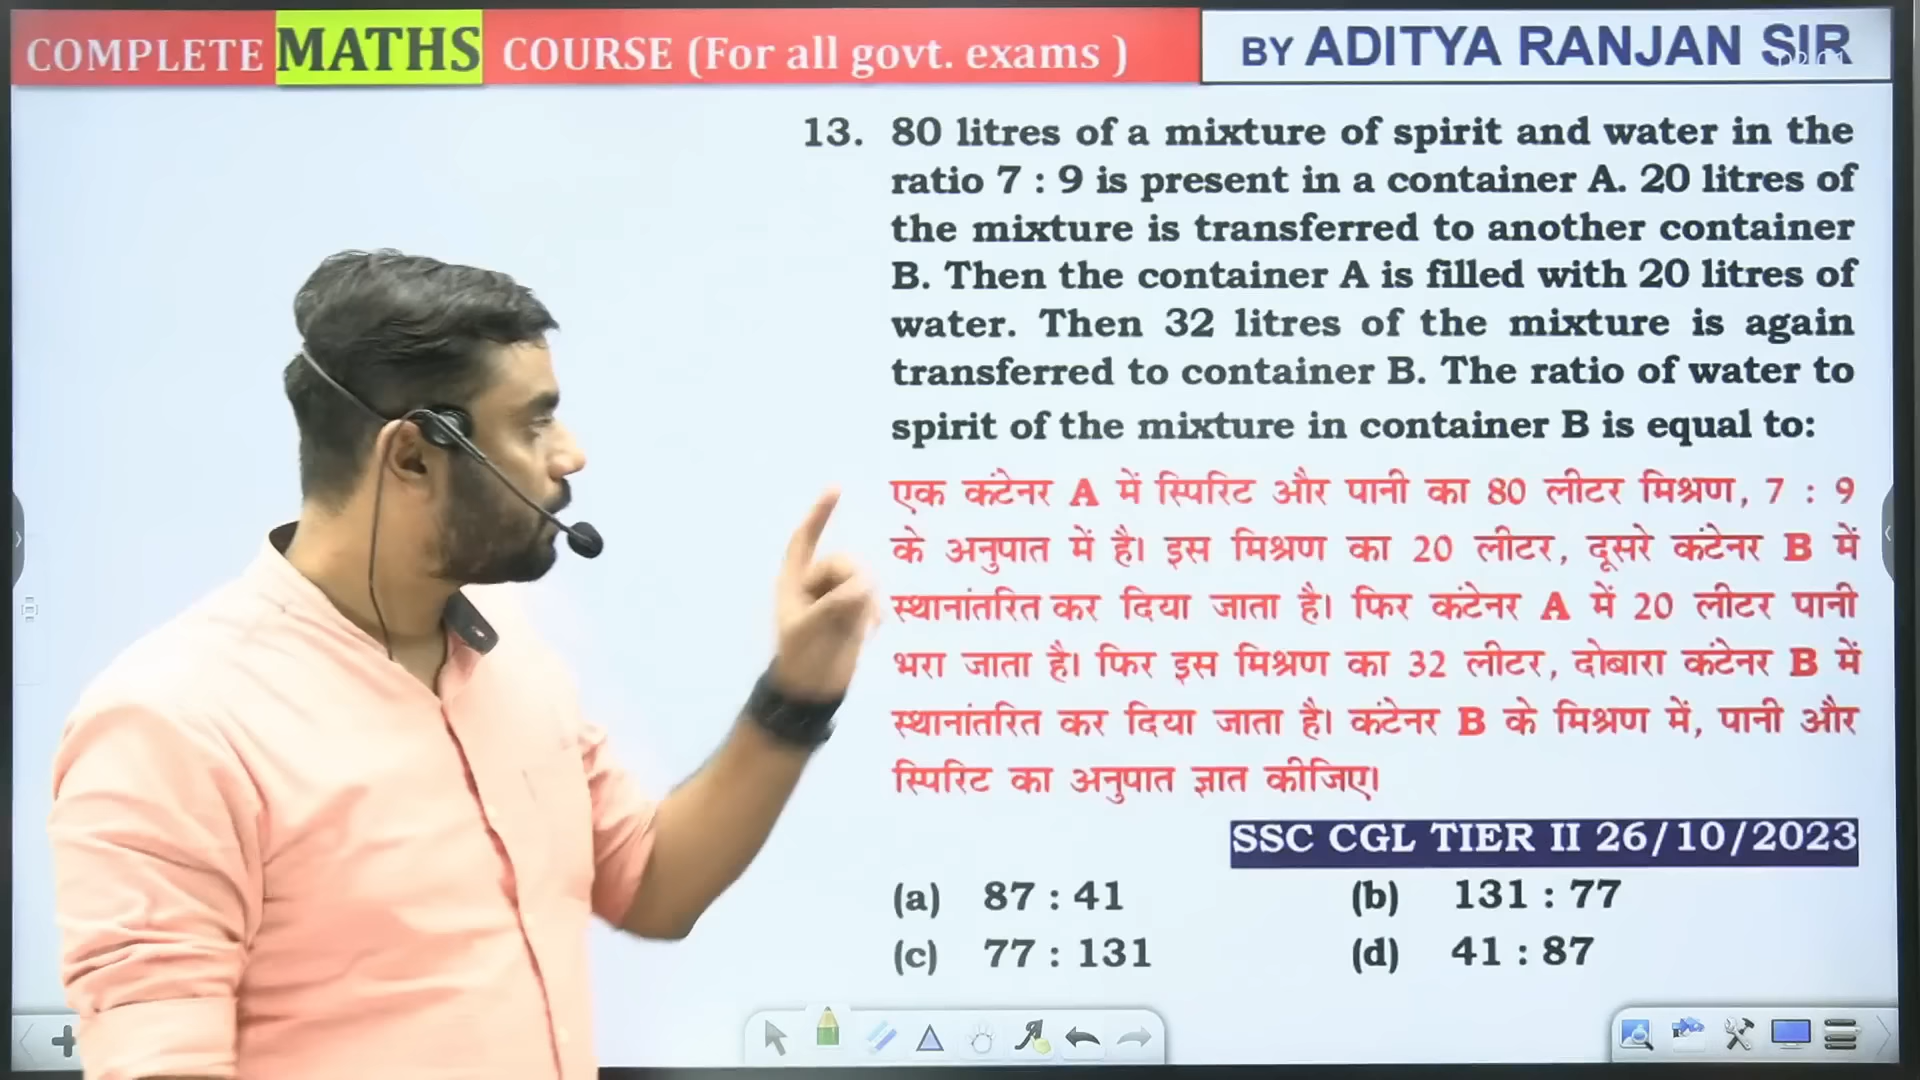 COMPLETE MATHS COURSE (For all govt. exams )
BY ADITYA RANJAN SIR
13. 80 litres of a mixture of spirit and water in the
ratio 7 : 9 is present in a container A. 20 litres of
the mixture is transferred to another container
B. Then the container A is filled with 20 litres of
water. Then 32 litres of the mixture is again
transferred to container B. The ratio of water to
spirit of the mixture in container B is equal to:
एक कंटेनर A में स्पिरिट और पानी का 80 लीटर मिश्रण, 7 : 9
के अनुपात में है। इस मिश्रण का 20 लीटर, दूसरे कंटेनर B में
स्थानांतरित कर दिया जाता है। फिर कंटेनर A में 20 लीटर पानी
भरा जाता है। फिर इस मिश्रण का 32 लीटर, दोबारा कंटेनर B में
स्थानांतरित कर दिया जाता है। कंटेनर B के मिश्रण में, पानी और
स्पिरिट का अनुपात ज्ञात कीजिए।
SSC CGL TIER II 26/10/2023
(a) 87 : 41 (b) 131 : 77
(c) 77 : 131 (d) 41 : 87